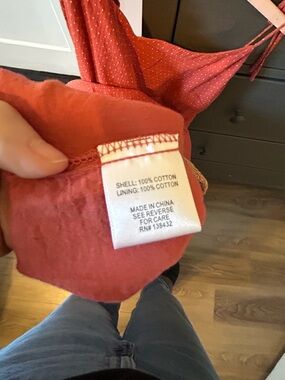 SHELL: 100% COTTON
LINING: 100% COTTON
MADE IN CHINA
SEE REVERSE
FOR CARE
RN# 138432